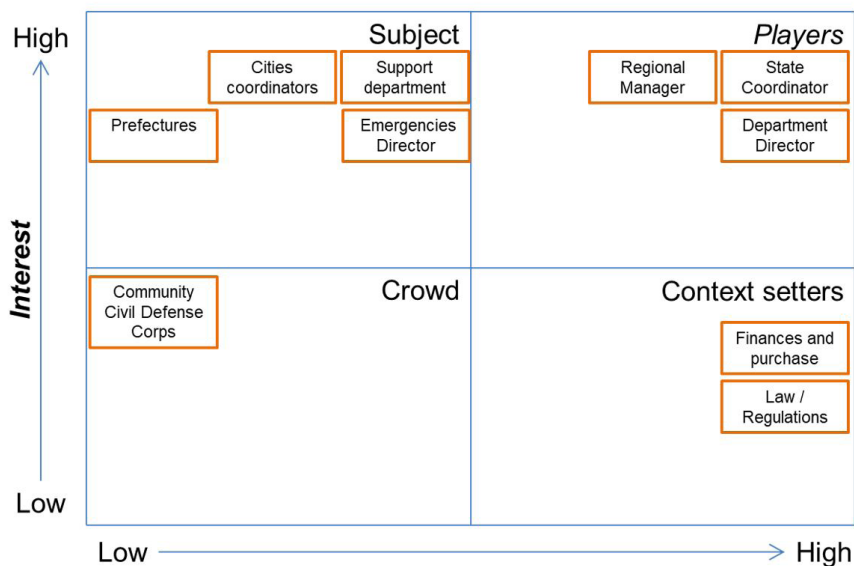 High
Subject
Players
Cities
coordinators
Support
department
Regional
Manager
State
Coordinator
Prefectures
Emergencies
Director
Department
Director
Interest
Crowd
Context setters
Community
Civil Defense
Corps
Finances and
purchase
Law /
Regulations
Low
Low
High